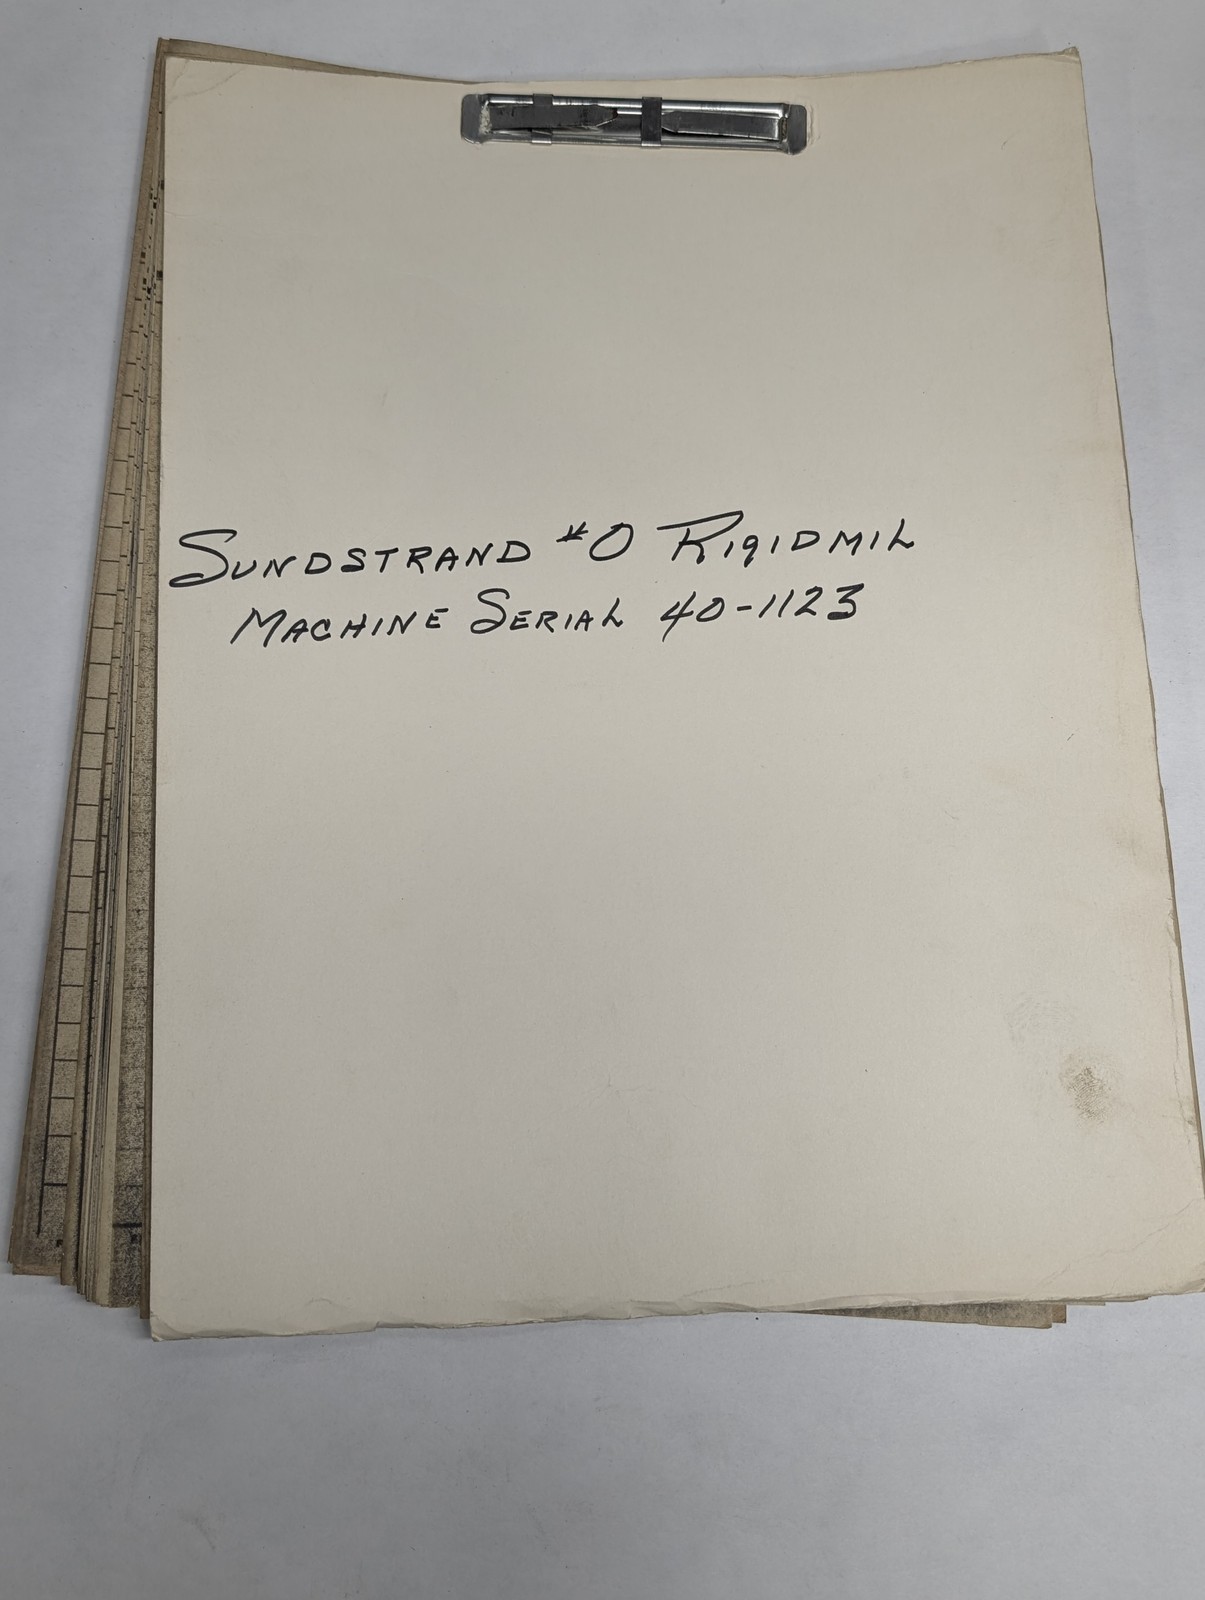 SUNDSTRAND #0 RIGIDMIL
MACHINE SERIAL 40-1123